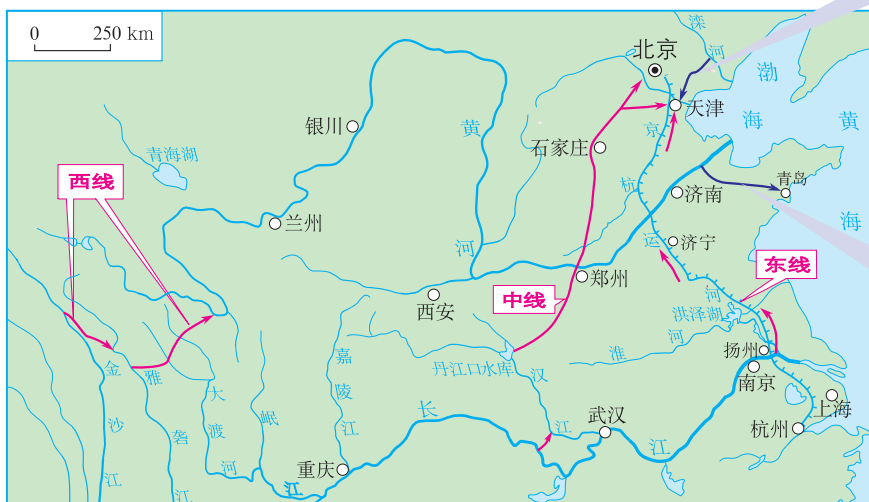 0 250 km
北京
滦河
渤海
黄海
天津
银川
黄河
石家庄
京杭运河
青海湖
西线
济南
青岛
兰州
济宁
东线
郑州
中线
西安
洪泽湖
淮河
丹江口水库
汉江
嘉陵江
扬州
南京
金沙江
雅砻江
大渡河
岷江
长江
武汉
上海
杭州
重庆